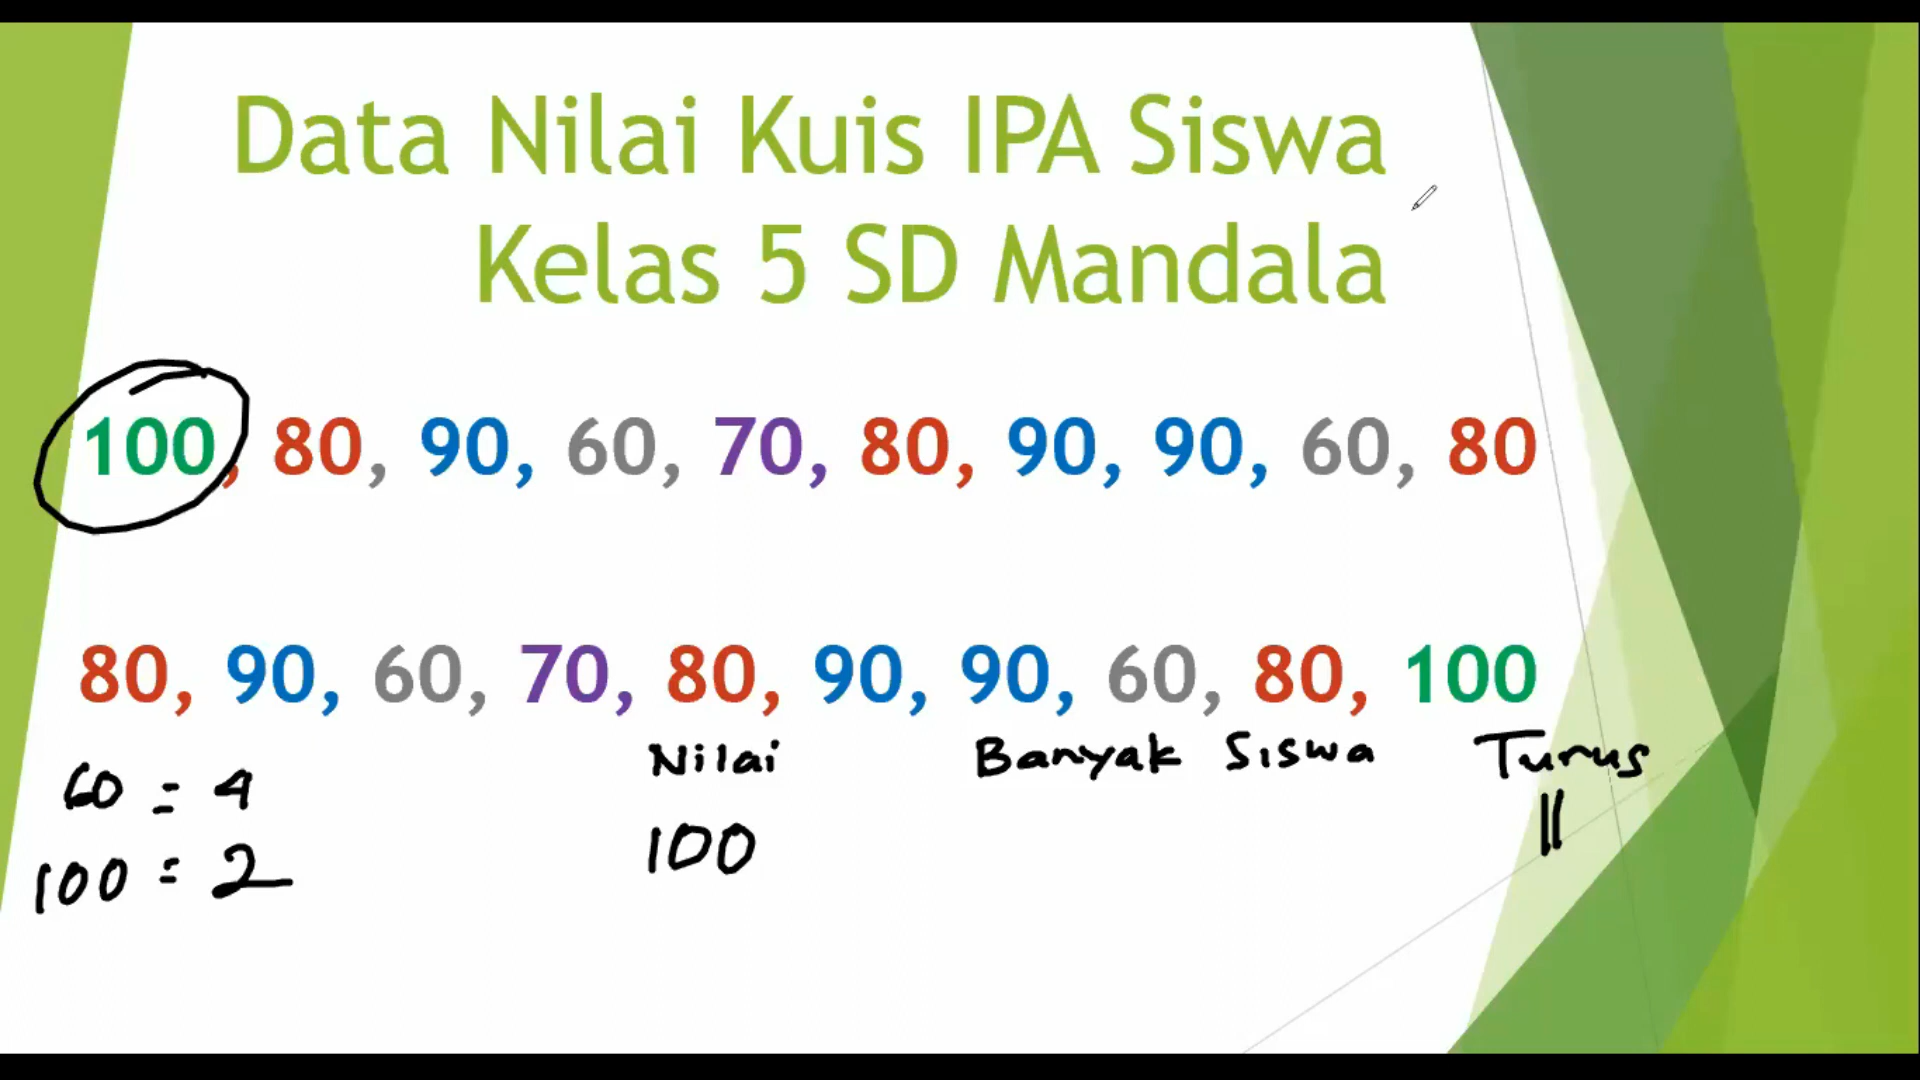 Data Nilai Kuis IPA Siswa
Kelas 5 SD Mandala
100, 80, 90, 60, 70, 80, 90, 90, 60, 80
80, 90, 60, 70, 80, 90, 90, 60, 80, 100
60 = 4
100 = 2
Nilai Banyak Siswa Turus
100 ||